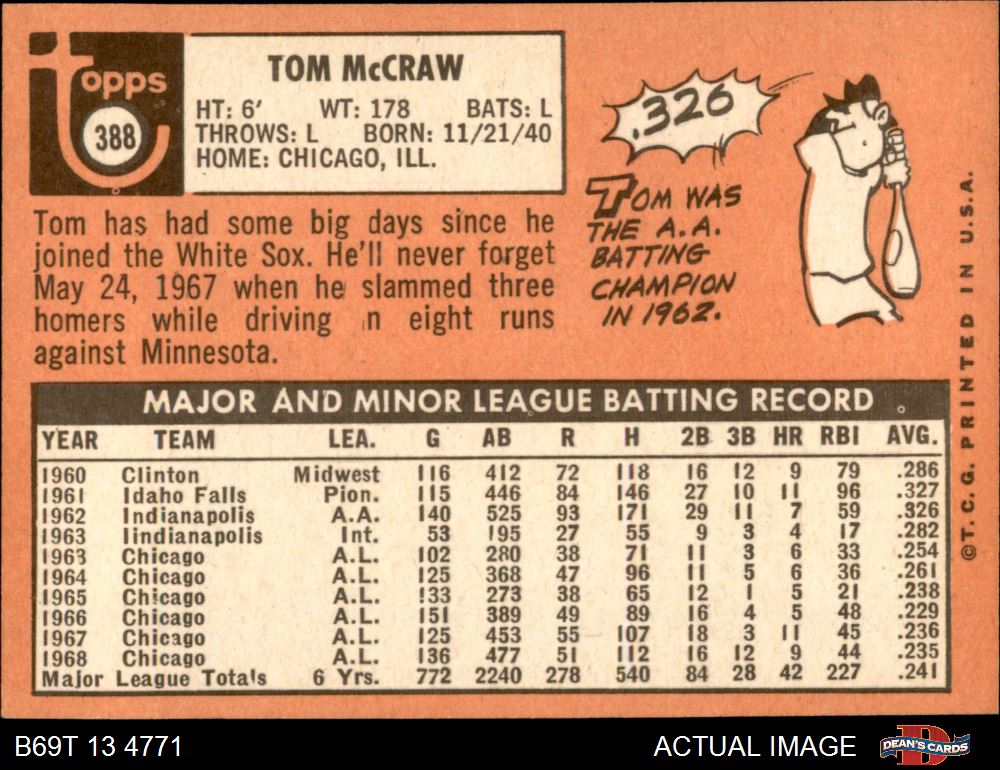 Topps
388
TOM McCRAW
HT: 6' WT: 178 BATS: L
THROWS: L BORN: 11/21/40
HOME: CHICAGO, ILL.
Tom has had some big days since he
joined the White Sox. He'll never forget
May 24, 1967 when he slammed three
homers while driving n eight runs
against Minnesota.
.326
TOM WAS
THE A.A.
BATTING
CHAMPION
IN 1962.
MAJOR AND MINOR LEAGUE BATTING RECORD
YEAR TEAM LEA. G AB R H 2B 3B HR RBI AVG.
1960 Clinton Midwest 116 412 72 118 16 12 9 79 .286
1961 Idaho Falls Pion. 115 446 84 146 27 10 11 96 .327
1962 Indianapolis A.A. 140 525 93 171 29 11 7 59 .326
1963 Iindianapolis Int. 53 195 27 55 9 3 4 17 .282
1963 Chicago A.L. 102 280 38 71 11 3 6 33 .254
1964 Chicago A.L. 125 368 47 96 11 5 6 36 .261
1965 Chicago A.L. 133 273 38 65 12 1 5 21 .238
1966 Chicago A.L. 151 389 49 89 16 4 5 48 .229
1967 Chicago A.L. 125 453 55 107 18 3 11 45 .236
1968 Chicago A.L. 136 477 51 112 16 12 9 44 .235
Major League Totals 6 Yrs. 772 2240 278 540 84 28 42 227 .241
©T.C.G. PRINTED IN U.S.A.
B69T 13 4771
ACTUAL IMAGE
D
DEAN'S CARDS